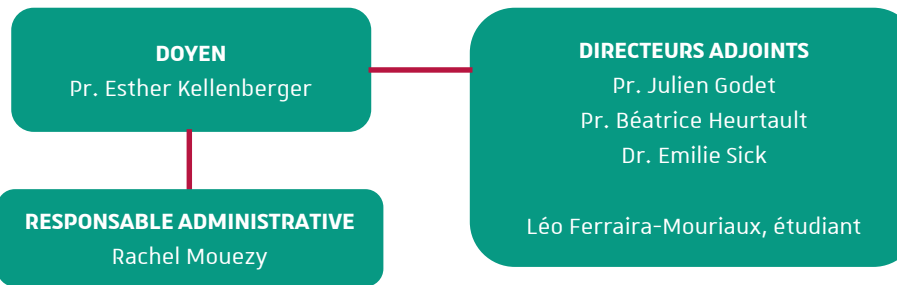 DOYEN
Pr. Esther Kellenberger
DIRECTEURS ADJOINTS
Pr. Julien Godet
Pr. Béatrice Heurtault
Dr. Emilie Sick
Léo Ferraira-Mouriaux, étudiant
RESPONSABLE ADMINISTRATIVE
Rachel Mouezy